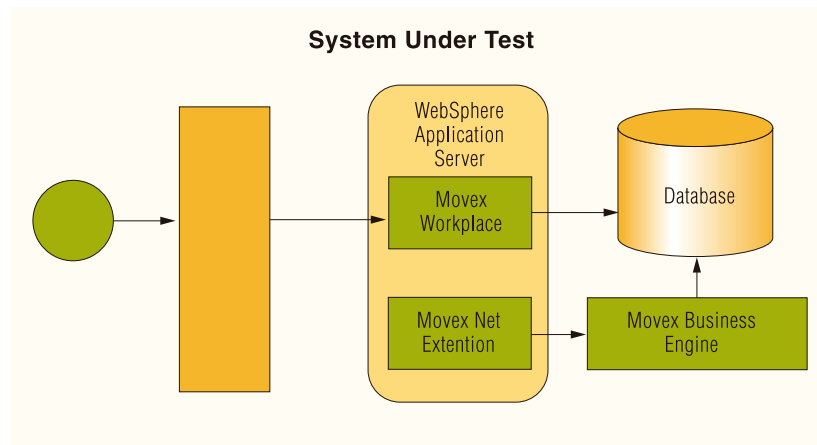 System Under Test
WebSphere
Application
Server
Movex
Workplace
Database
Movex Net
Extention
Movex Business
Engine